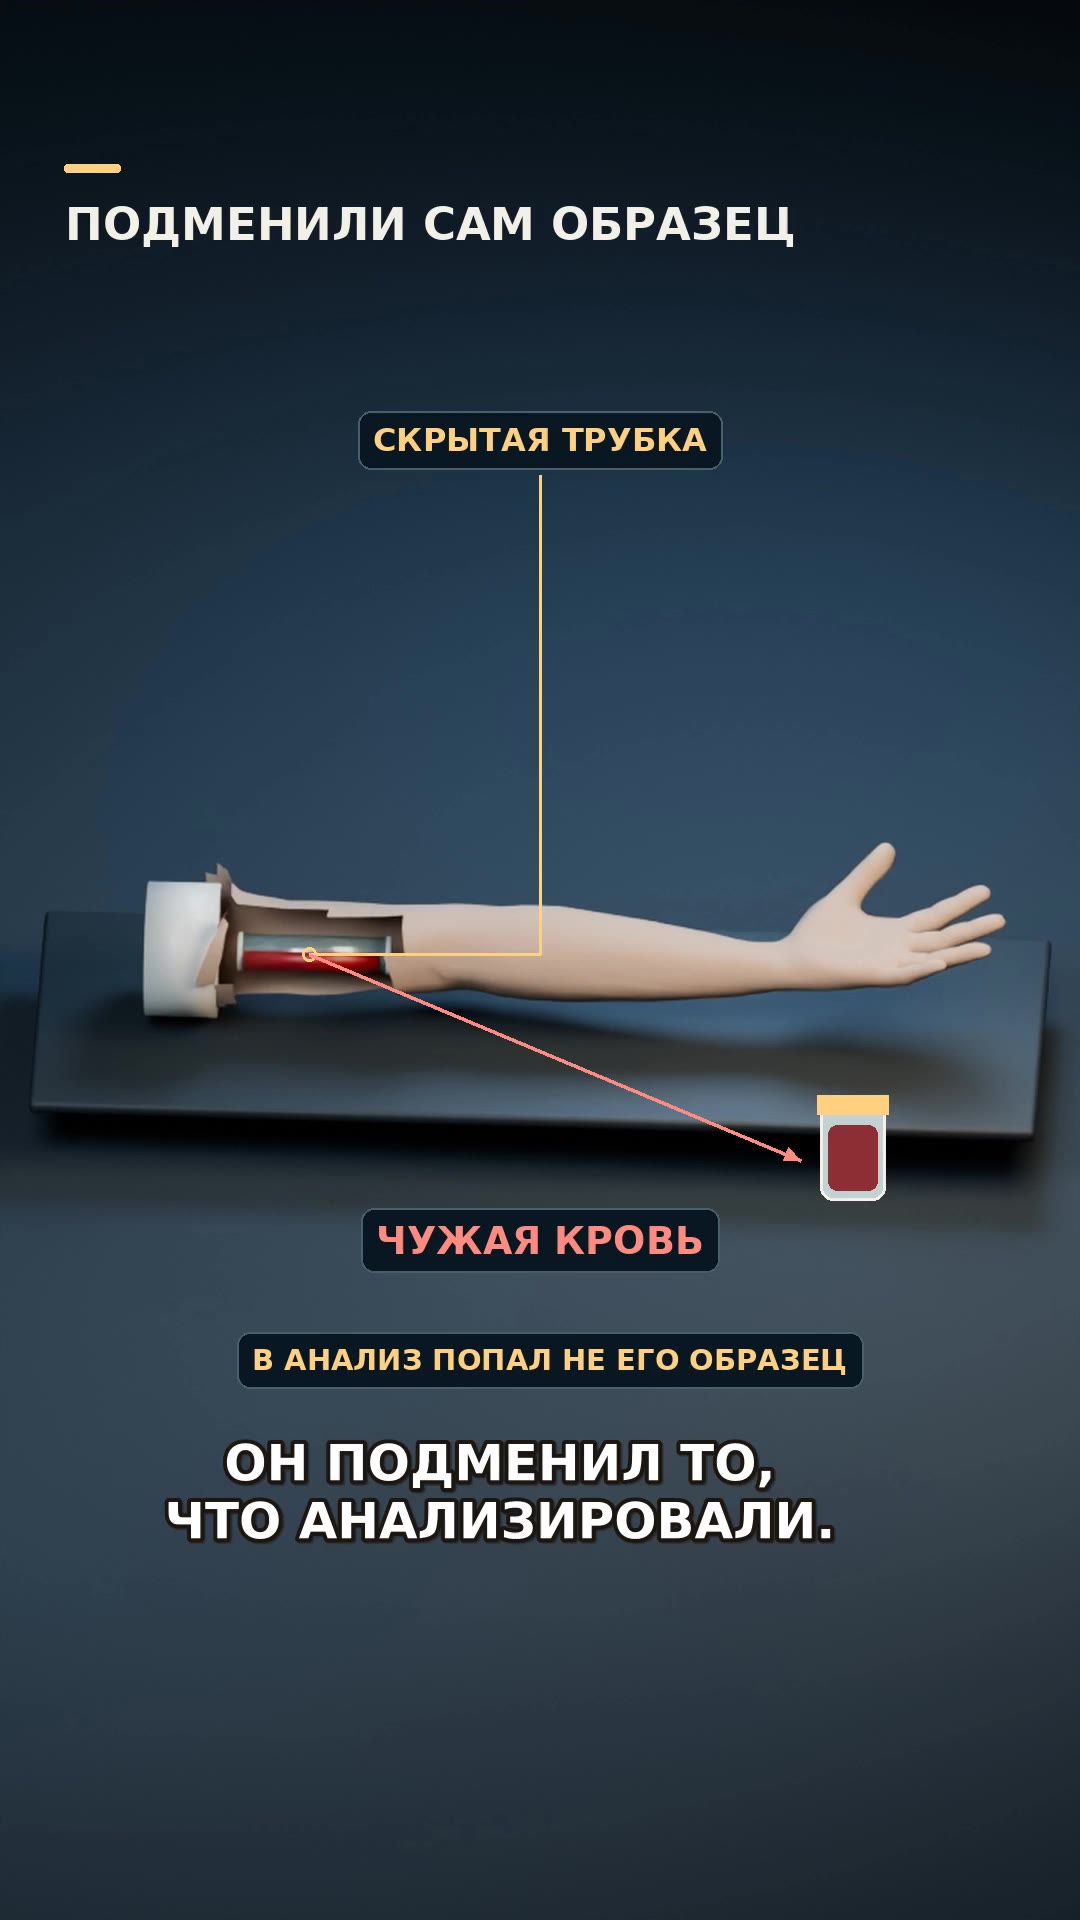 ПОДМЕНИЛИ САМ ОБРАЗЕЦ
СКРЫТАЯ ТРУБКА
ЧУЖАЯ КРОВЬ
В АНАЛИЗ ПОПАЛ НЕ ЕГО ОБРАЗЕЦ
ОН ПОДМЕНИЛ ТО,
ЧТО АНАЛИЗИРОВАЛИ.